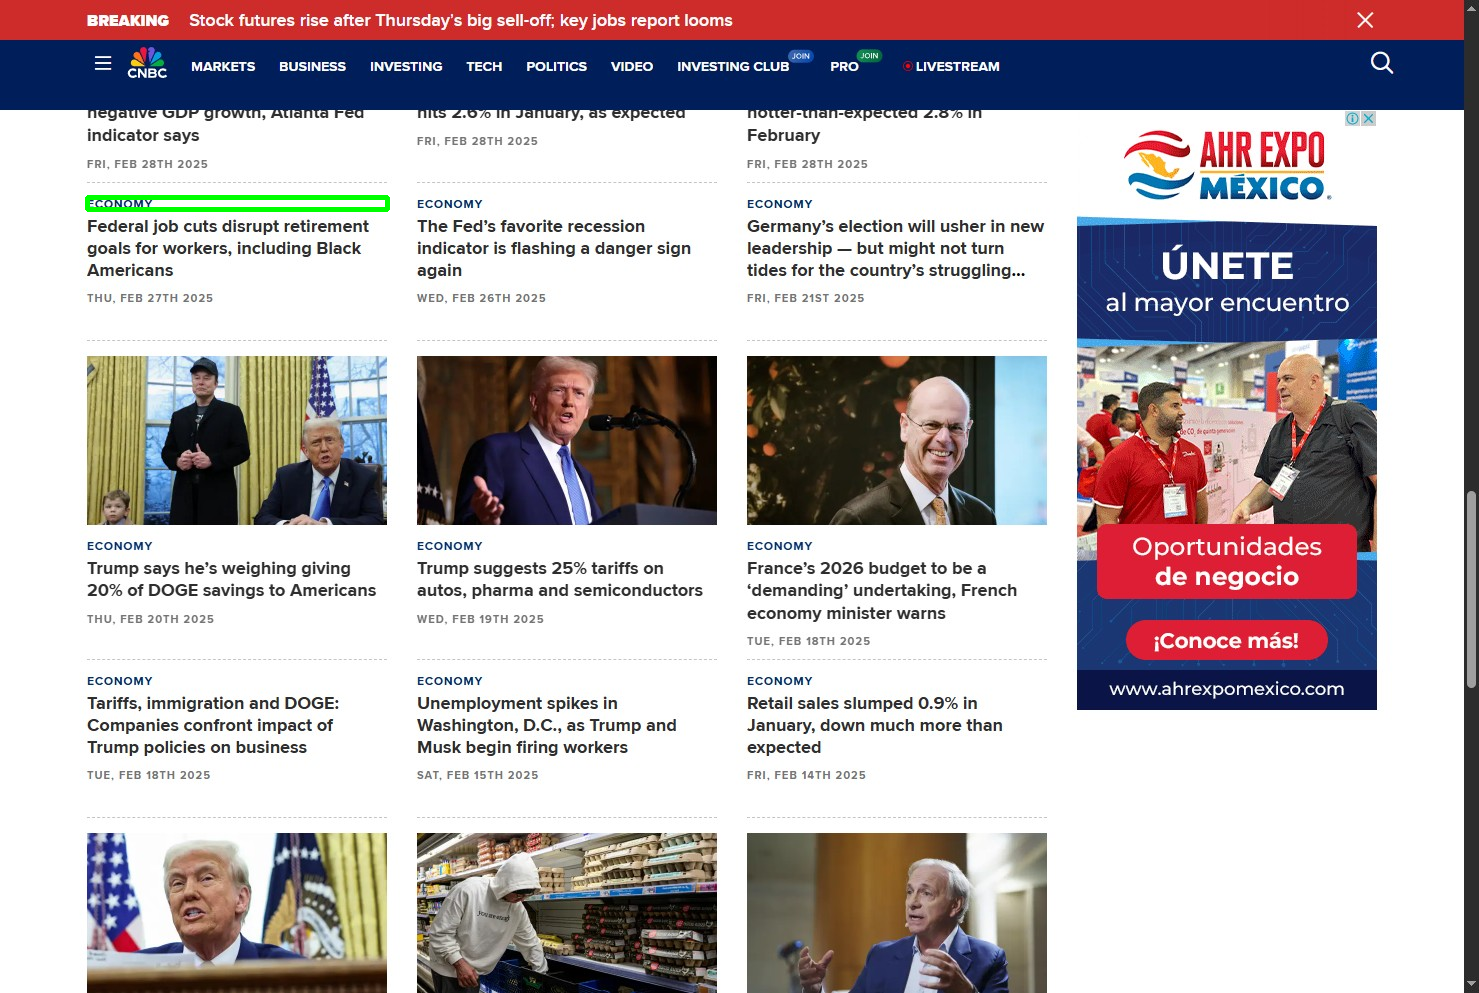 BREAKING Stock futures rise after Thursday's big sell-off; key jobs report looms
CNBC
MARKETS BUSINESS INVESTING TECH POLITICS VIDEO INVESTING CLUB JOIN PRO JOIN LIVESTREAM
negative GDP growth, Atlanta Fed
indicator says
FRI, FEB 28TH 2025
hits 2.6% in January, as expected
FRI, FEB 28TH 2025
hotter-than-expected 2.8% in
February
FRI, FEB 28TH 2025
ECONOMY
Federal job cuts disrupt retirement
goals for workers, including Black
Americans
THU, FEB 27TH 2025
ECONOMY
The Fed's favorite recession
indicator is flashing a danger sign
again
WED, FEB 26TH 2025
ECONOMY
Germany's election will usher in new
leadership — but might not turn
tides for the country's struggling...
FRI, FEB 21ST 2025
ECONOMY
Trump says he's weighing giving
20% of DOGE savings to Americans
THU, FEB 20TH 2025
ECONOMY
Trump suggests 25% tariffs on
autos, pharma and semiconductors
WED, FEB 19TH 2025
ECONOMY
France's 2026 budget to be a
‘demanding’ undertaking, French
economy minister warns
TUE, FEB 18TH 2025
ECONOMY
Tariffs, immigration and DOGE:
Companies confront impact of
Trump policies on business
TUE, FEB 18TH 2025
ECONOMY
Unemployment spikes in
Washington, D.C., as Trump and
Musk begin firing workers
SAT, FEB 15TH 2025
ECONOMY
Retail sales slumped 0.9% in
January, down much more than
expected
FRI, FEB 14TH 2025
AHR EXPO
MÉXICO®
ÚNETE
al mayor encuentro
Oportunidades
de negocio
¡Conoce más!
www.ahrexpomexico.com